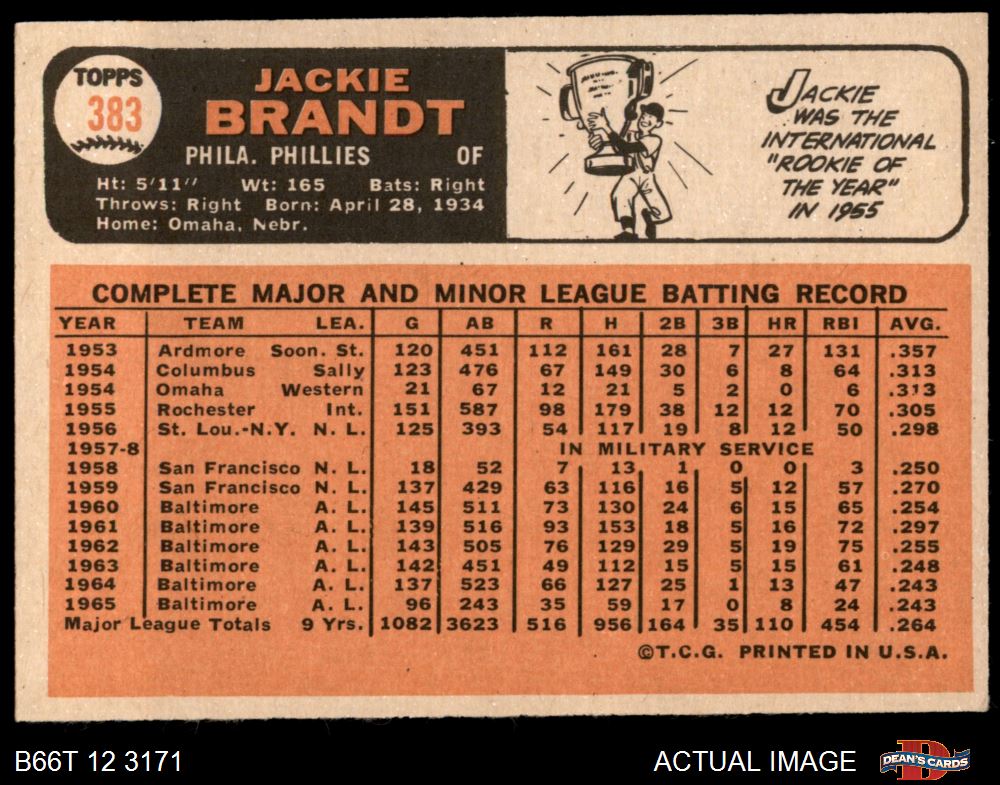 TOPPS
383
JACKIE
BRANDT
PHILA. PHILLIES OF
Ht: 5'11" Wt: 165 Bats: Right
Throws: Right Born: April 28, 1934
Home: Omaha, Nebr.
JACKIE
WAS THE
INTERNATIONAL
"ROOKIE OF
THE YEAR"
IN 1955
COMPLETE MAJOR AND MINOR LEAGUE BATTING RECORD
YEAR TEAM LEA. G AB R H 2B 3B HR RBI AVG.
1953 Ardmore Soon. St. 120 451 112 161 28 7 27 131 .357
1954 Columbus Sally 123 476 67 149 30 6 8 64 .313
1954 Omaha Western 21 67 12 21 5 2 0 6 .313
1955 Rochester Int. 151 587 98 179 38 12 12 70 .305
1956 St. Lou.-N.Y. N. L. 125 393 54 117 19 8 12 50 .298
1957-8 IN MILITARY SERVICE
1958 San Francisco N. L. 18 52 7 13 1 0 0 3 .250
1959 San Francisco N. L. 137 429 63 116 16 5 12 57 .270
1960 Baltimore A. L. 145 511 73 130 24 6 15 65 .254
1961 Baltimore A. L. 139 516 93 153 18 5 16 72 .297
1962 Baltimore A. L. 143 505 76 129 29 5 19 75 .255
1963 Baltimore A. L. 142 451 49 112 15 5 15 61 .248
1964 Baltimore A. L. 137 523 66 127 25 1 13 47 .243
1965 Baltimore A. L. 96 243 35 59 17 0 8 24 .243
Major League Totals 9 Yrs. 1082 3623 516 956 164 35 110 454 .264
©T.C.G. PRINTED IN U.S.A.
B66T 12 3171 ACTUAL IMAGE
D
DEAN'S CARDS